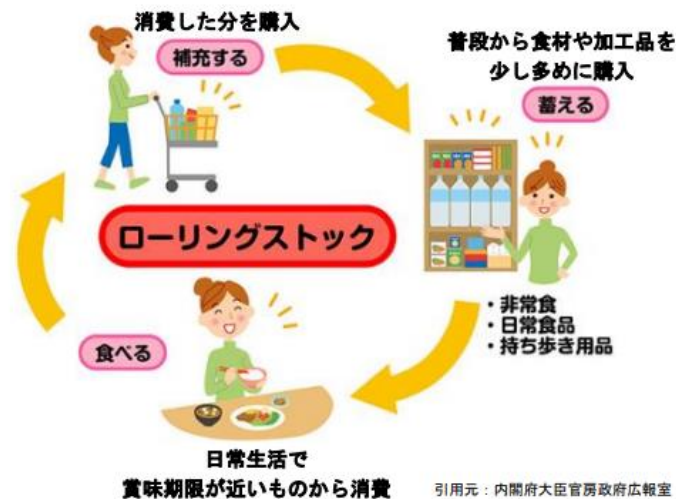 消費した分を購入
補充する
普段から食材や加工品を
少し多めに購入
蓄える
ローリングストック
・非常食
・日常食品
・持ち歩き用品
食べる
日常生活で
賞味期限が近いものから消費
引用元：内閣府大臣官房政府広報室